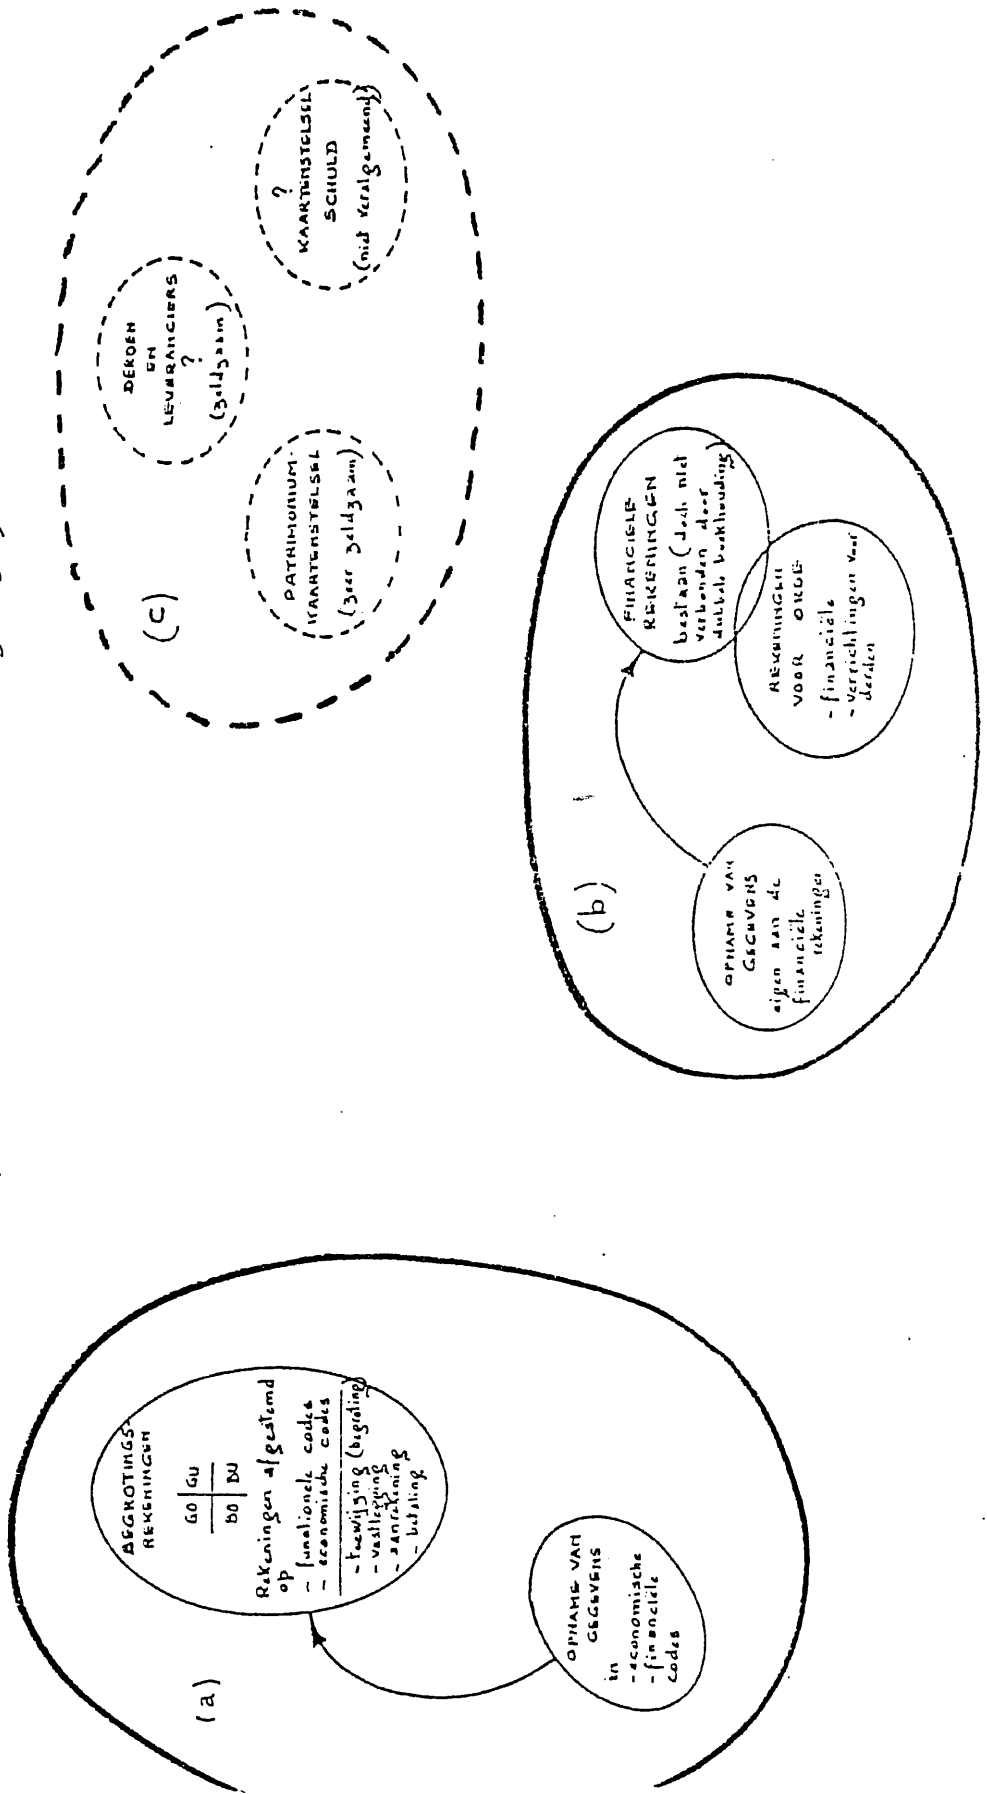 (a)
BEGROTINGS-
REKENINGEN
GO GU
BO BU
Rekeningen afgestemd
op
- functionele codes
- economische codes
- toewijzing (begroting)
- vastlegging
- aanrekening
- betaling
OPNAME VAN
GEGEVENS
in
- economische
- financiële
codes
(b)
FINANCIELE
REKENINGEN
bestaan (doch niet
verbonden door
dubbele boekhouding)
REKENINGEN
VOOR ORDE
- financiële
- verrichtingen voor
derden
OPNAME VAN
GEGEVENS
eigen aan de
financiële
rekeningen
(c)
DERDEN
EN
LEVERANCIERS
?
(zeldzaam)
PATRIMONIUM-
KAARTENSTELSEL
(zeer zeldzaam)
?
KAARTENSTELSEL
SCHULD
(niet veralgemeend)